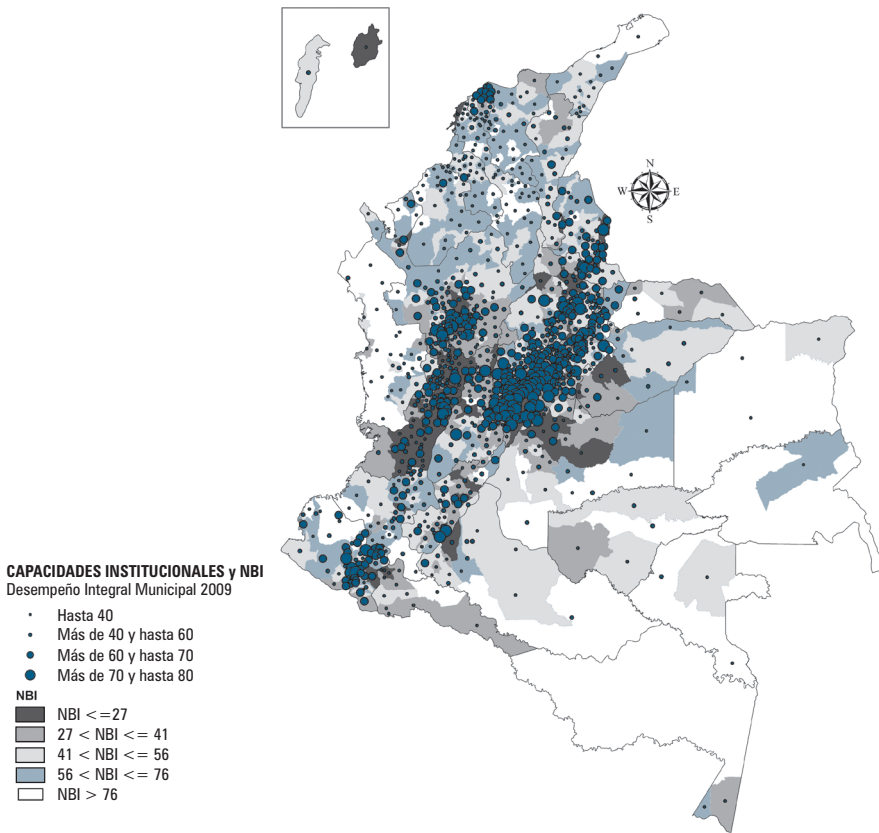 N
W E
S
CAPACIDADES INSTITUCIONALES y NBI
Desempeño Integral Municipal 2009
Hasta 40
Más de 40 y hasta 60
Más de 60 y hasta 70
Más de 70 y hasta 80
NBI
NBI <=27
27 < NBI <= 41
41 < NBI <= 56
56 < NBI <= 76
NBI > 76